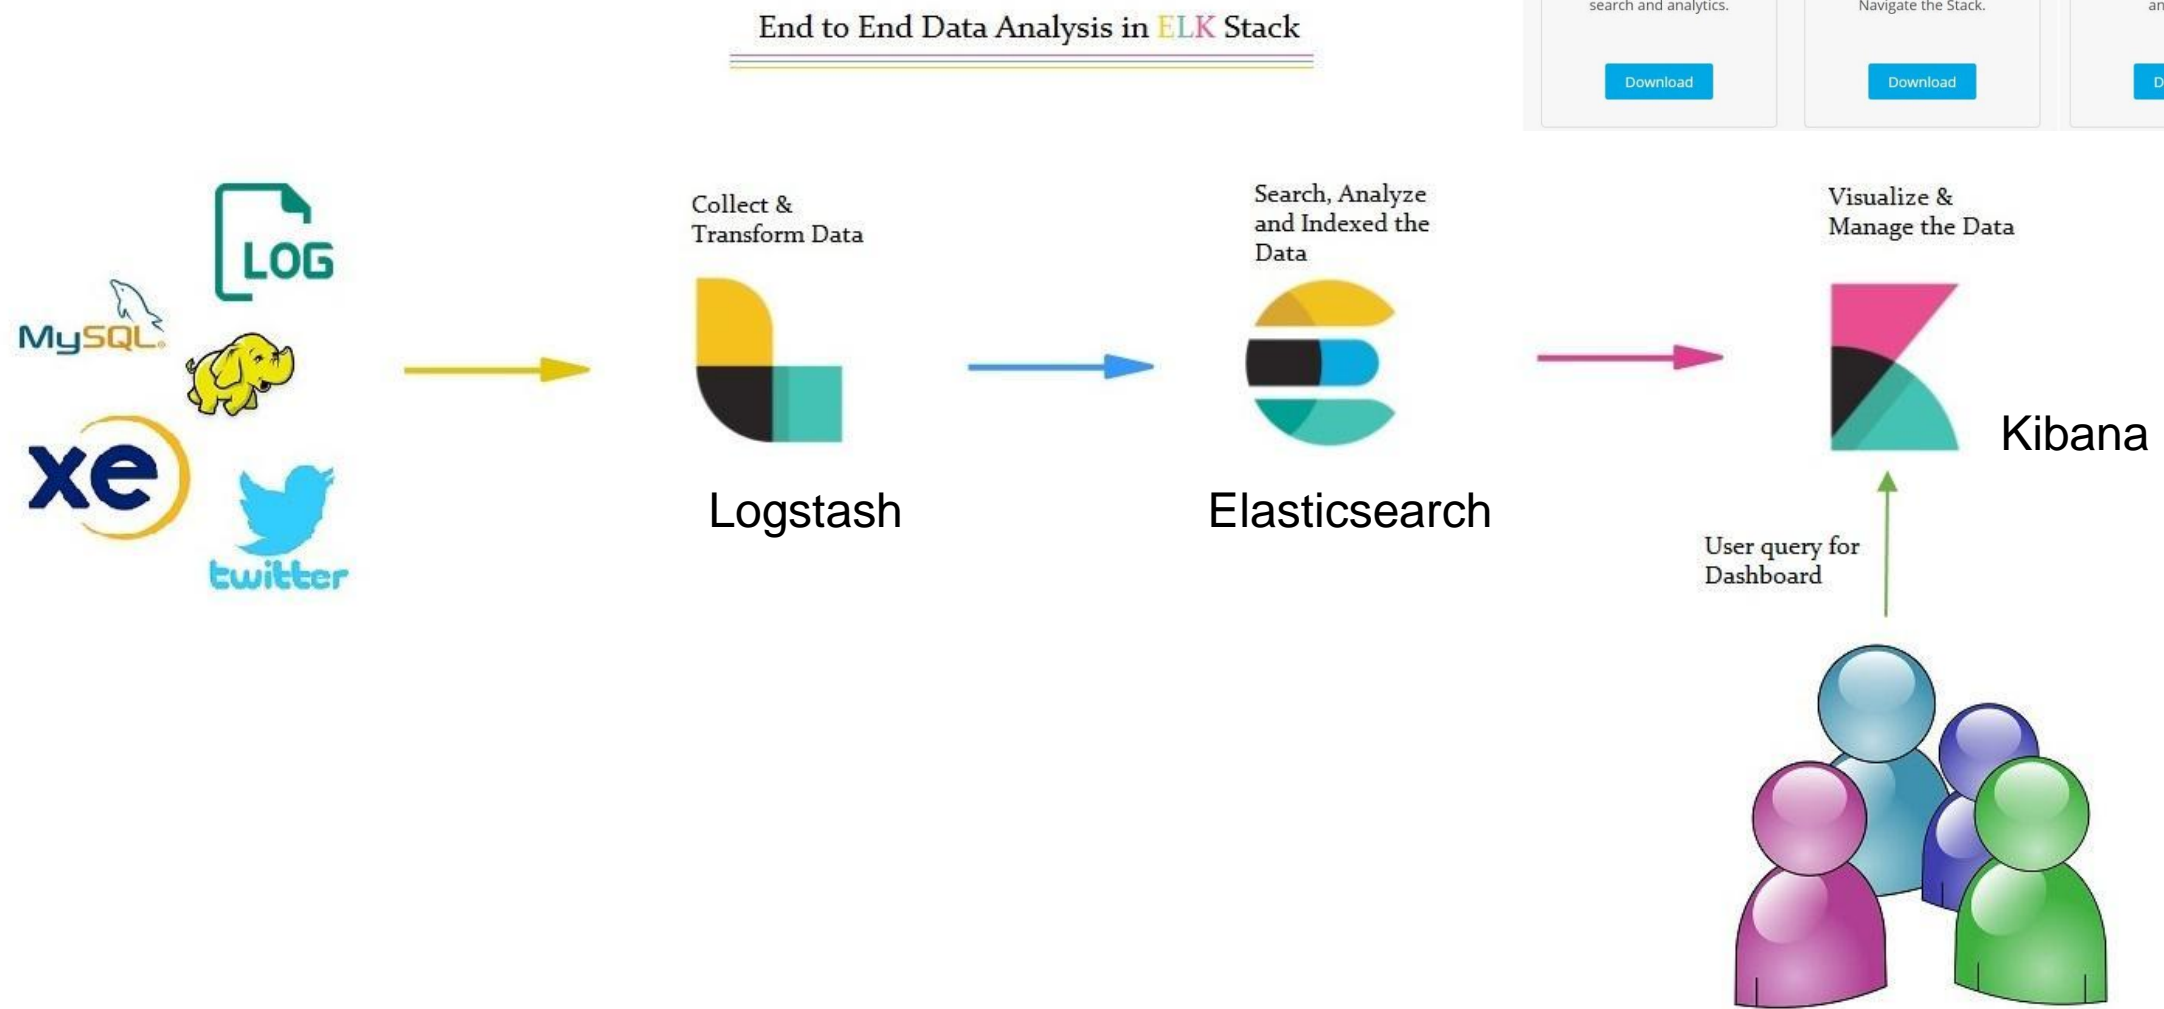 End to End Data Analysis in ELK Stack
search and analytics.
Navigate the Stack.
Download
Download
LOG
MySQL
xe
twitter
Collect &
Transform Data
Logstash
Search, Analyze
and Indexed the
Data
Elasticsearch
Visualize &
Manage the Data
Kibana
User query for
Dashboard